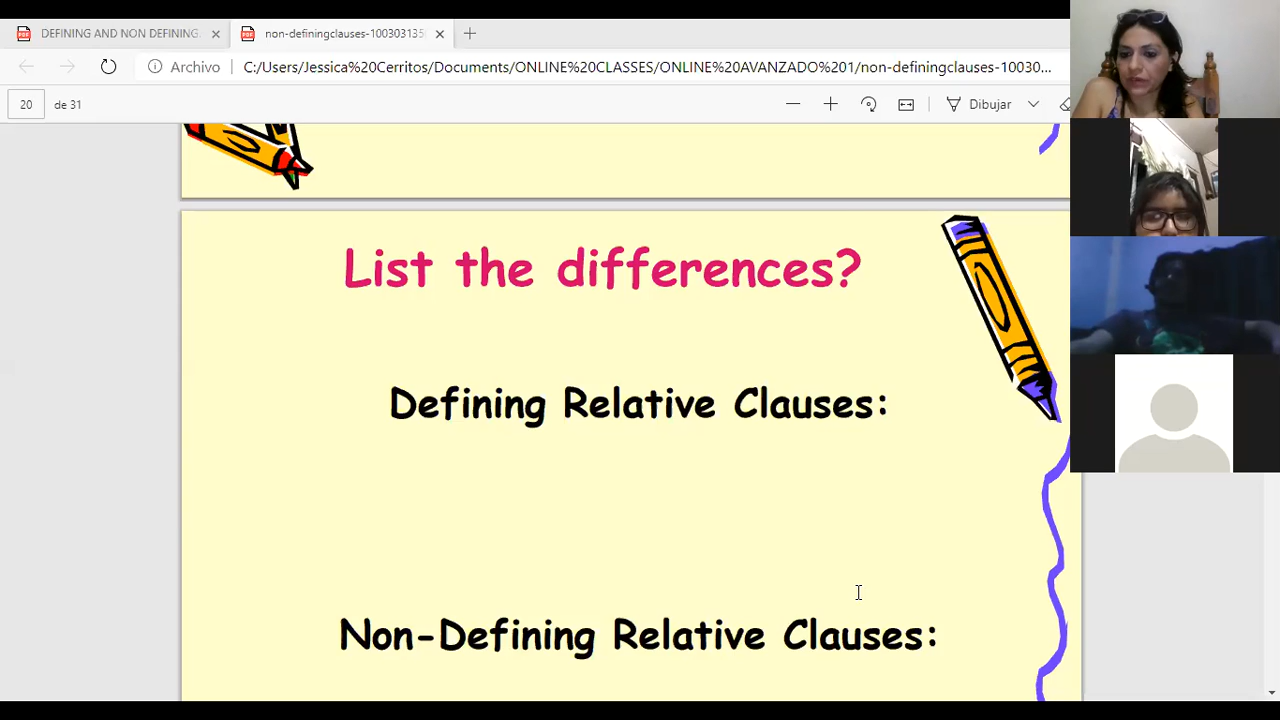 DEFINING AND NON DEFINING.
non-definingclauses-100303135
Archivo
C:/Users/Jessica%20Cerritos/Documents/ONLINE%20CLASSES/ONLINE%20AVANZADO%201/non-definingclauses-10030...
20 de 31
Dibujar
List the differences?
Defining Relative Clauses:
Non-Defining Relative Clauses: